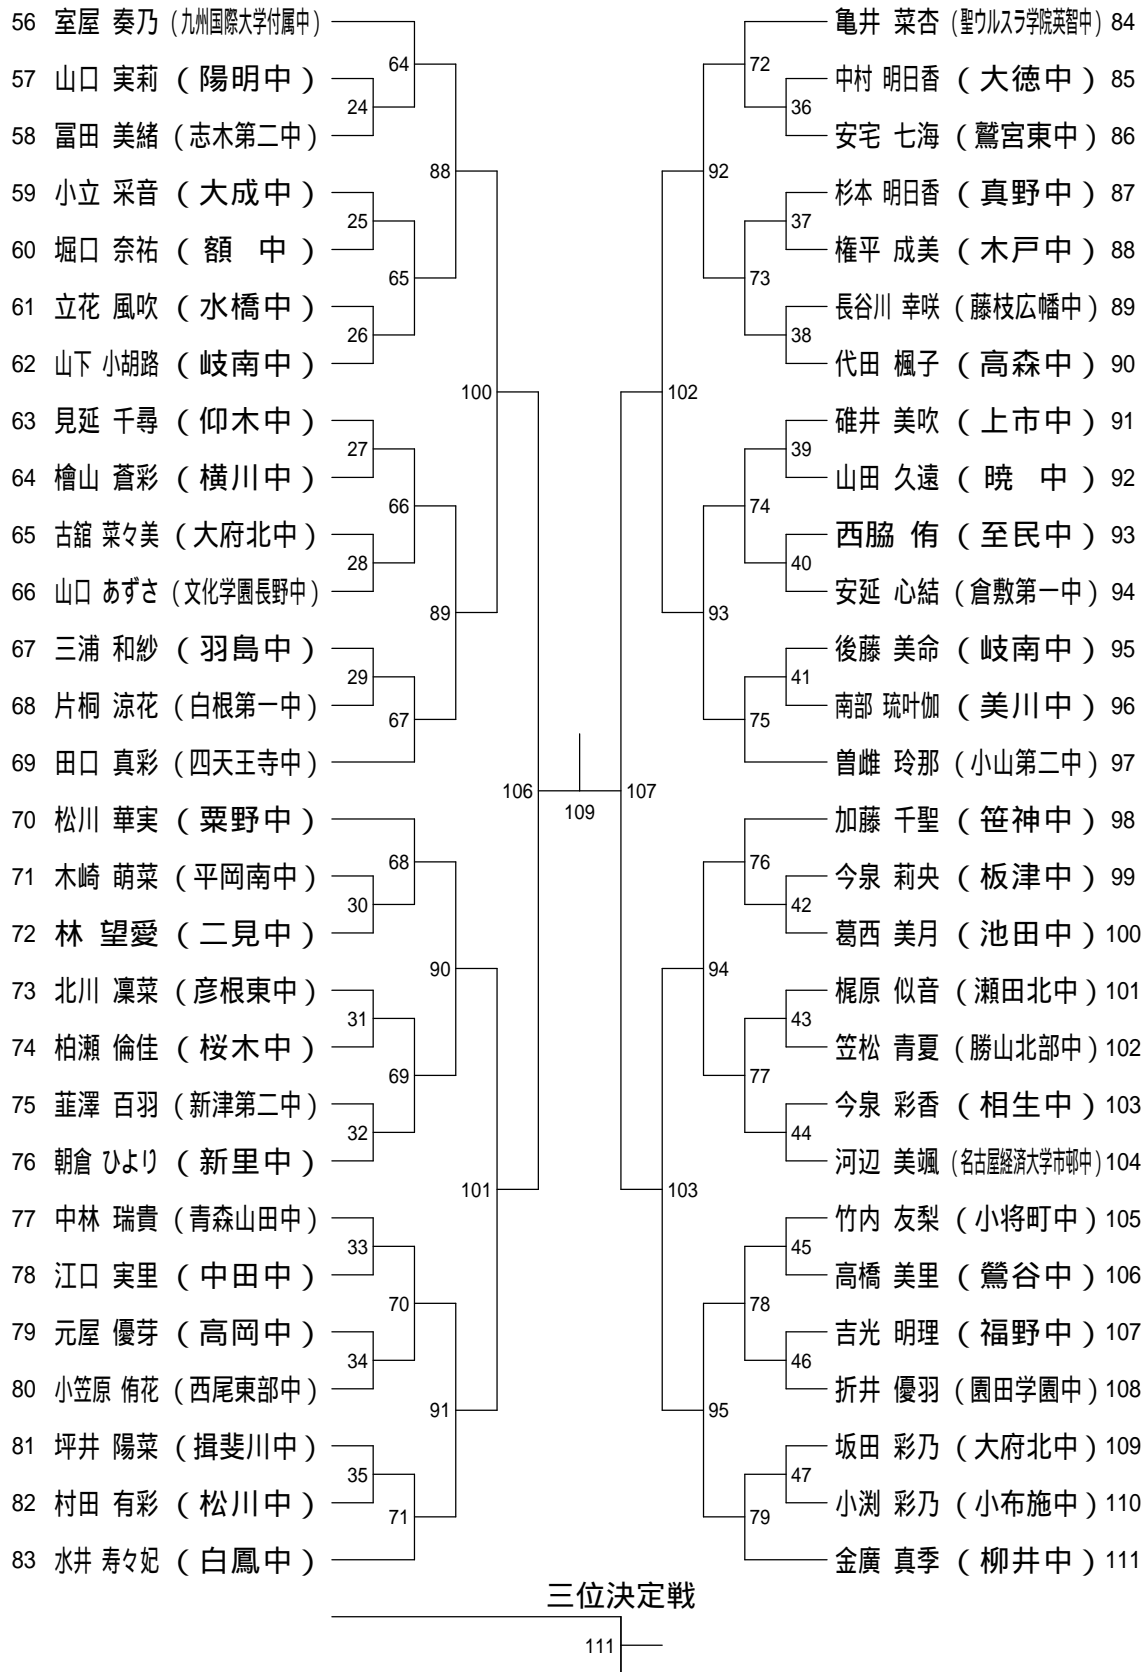 56 室屋 奏乃 (九州国際大学付属中)
57 山口 実莉 (陽明中)
58 冨田 美緒 (志木第二中)
59 小立 采音 (大成中)
60 堀口 奈祐 (額 中)
61 立花 風吹 (水橋中)
62 山下 小胡路 (岐南中)
63 見延 千尋 (仰木中)
64 檜山 蒼彩 (横川中)
65 古舘 菜々美 (大府北中)
66 山口 あずさ (文化学園長野中)
67 三浦 和紗 (羽島中)
68 片桐 涼花 (白根第一中)
69 田口 真彩 (四天王寺中)
70 松川 華実 (粟野中)
71 木崎 萌菜 (平岡南中)
72 林 望愛 (二見中)
73 北川 凜菜 (彦根東中)
74 柏瀬 倫佳 (桜木中)
75 韮澤 百羽 (新津第二中)
76 朝倉 ひより (新里中)
77 中林 瑞貴 (青森山田中)
78 江口 実里 (中田中)
79 元屋 優芽 (高岡中)
80 小笠原 侑花 (西尾東部中)
81 坪井 陽菜 (揖斐川中)
82 村田 有彩 (松川中)
83 水井 寿々妃 (白鳳中)
64
24
88
25
65
26
100
27
66
28
89
29
67
106
68
30
90
31
69
32
101
33
70
34
91
35
71
109
107
72
36
92
37
73
38
102
39
74
40
93
41
75
76
42
94
43
77
44
103
45
78
46
95
47
79
亀井 菜杏 (聖ウルスラ学院英智中) 84
中村 明日香 (大徳中) 85
安宅 七海 (鷲宮東中) 86
杉本 明日香 (真野中) 87
権平 成美 (木戸中) 88
長谷川 幸咲 (藤枝広幡中) 89
代田 楓子 (高森中) 90
碓井 美吹 (上市中) 91
山田 久遠 (暁 中) 92
西脇 侑 (至民中) 93
安延 心結 (倉敷第一中) 94
後藤 美命 (岐南中) 95
南部 琉叶伽 (美川中) 96
曽雌 玲那 (小山第二中) 97
加藤 千聖 (笹神中) 98
今泉 莉央 (板津中) 99
葛西 美月 (池田中) 100
梶原 似音 (瀬田北中) 101
笠松 青夏 (勝山北部中) 102
今泉 彩香 (相生中) 103
河辺 美颯 (名古屋経済大学市邨中) 104
竹内 友梨 (小将町中) 105
高橋 美里 (鶯谷中) 106
吉光 明理 (福野中) 107
折井 優羽 (園田学園中) 108
坂田 彩乃 (大府北中) 109
小渕 彩乃 (小布施中) 110
金廣 真季 (柳井中) 111
三位決定戦
111